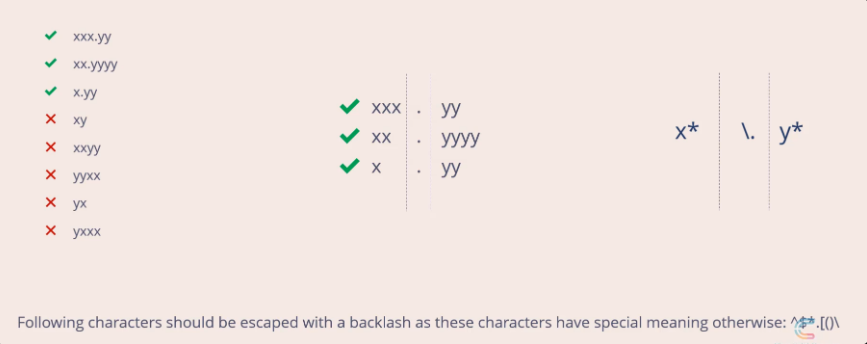 xxx.yy
xx.yyyy
x.yy
xy
xxyy
yyxx
yx
yxxx
xxx . yy
xx . yyyy
x . yy
x* \. y*
Following characters should be escaped with a backlash as these characters have special meaning otherwise: ^$*.[()\